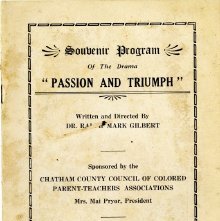 Souvenir Program
Of The Drama
"PASSION AND TRIUMPH"
Written and Directed By
DR. MARK GILBERT
Sponsored by the
CHATHAM COUNTY COUNCIL OF COLORED
PARENT-TEACHERS ASSOCIATIONS
Mrs. Mat Pryor, President